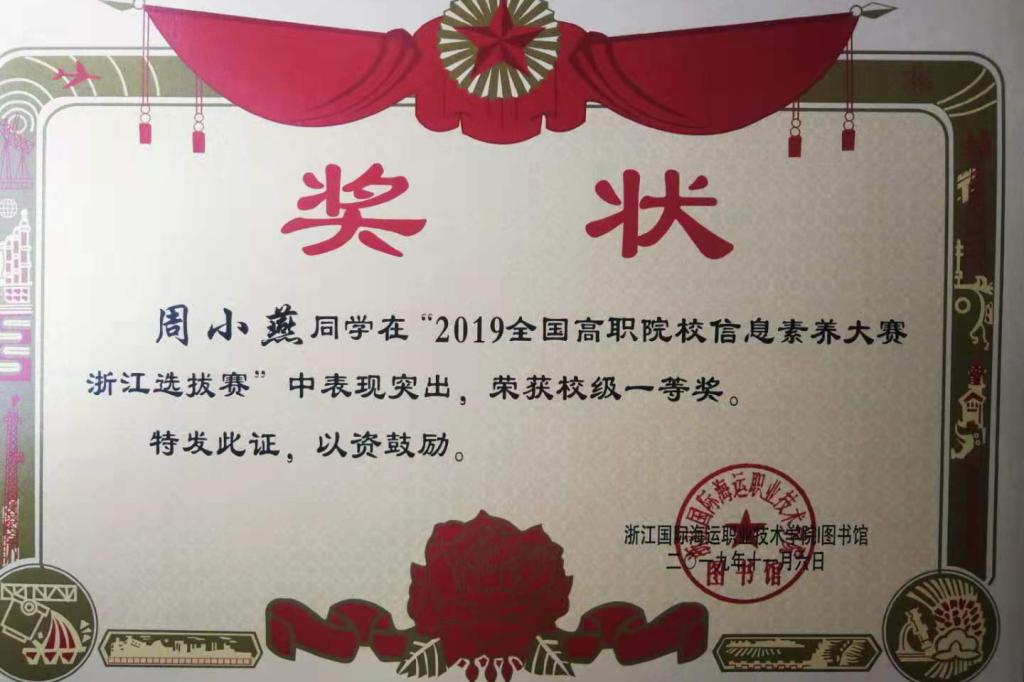 奖状
周小燕同学在“2019全国高职院校信息素养大赛
浙江选拔赛”中表现突出，荣获校级一等奖。
特发此证，以资鼓励。
浙江国际海运职业技术学院图书馆
二〇一九年十一月六日
图书馆